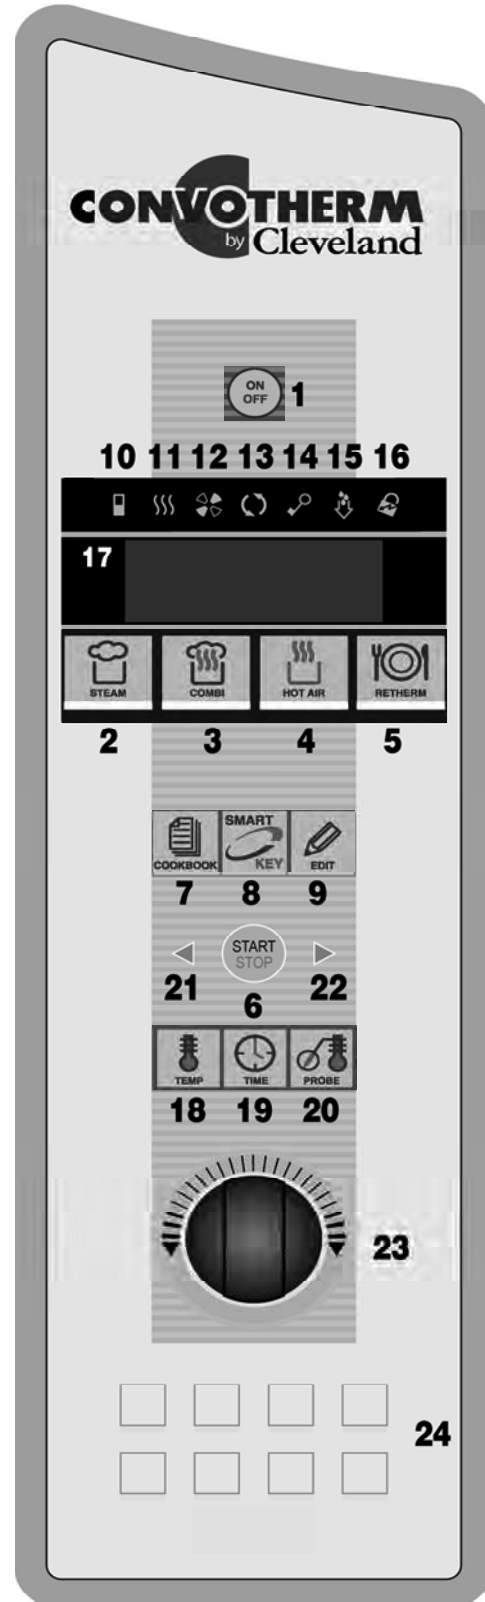 CONVOTHERM
by Cleveland
ON
OFF
1
10 11 12 13 14 15 16
17
STEAM COMBI HOT AIR RETHERM
2 3 4 5
SMART
COOKBOOK KEY EDIT
7 8 9
START
STOP
21 22
6
TEMP TIME PROBE
18 19 20
23
24